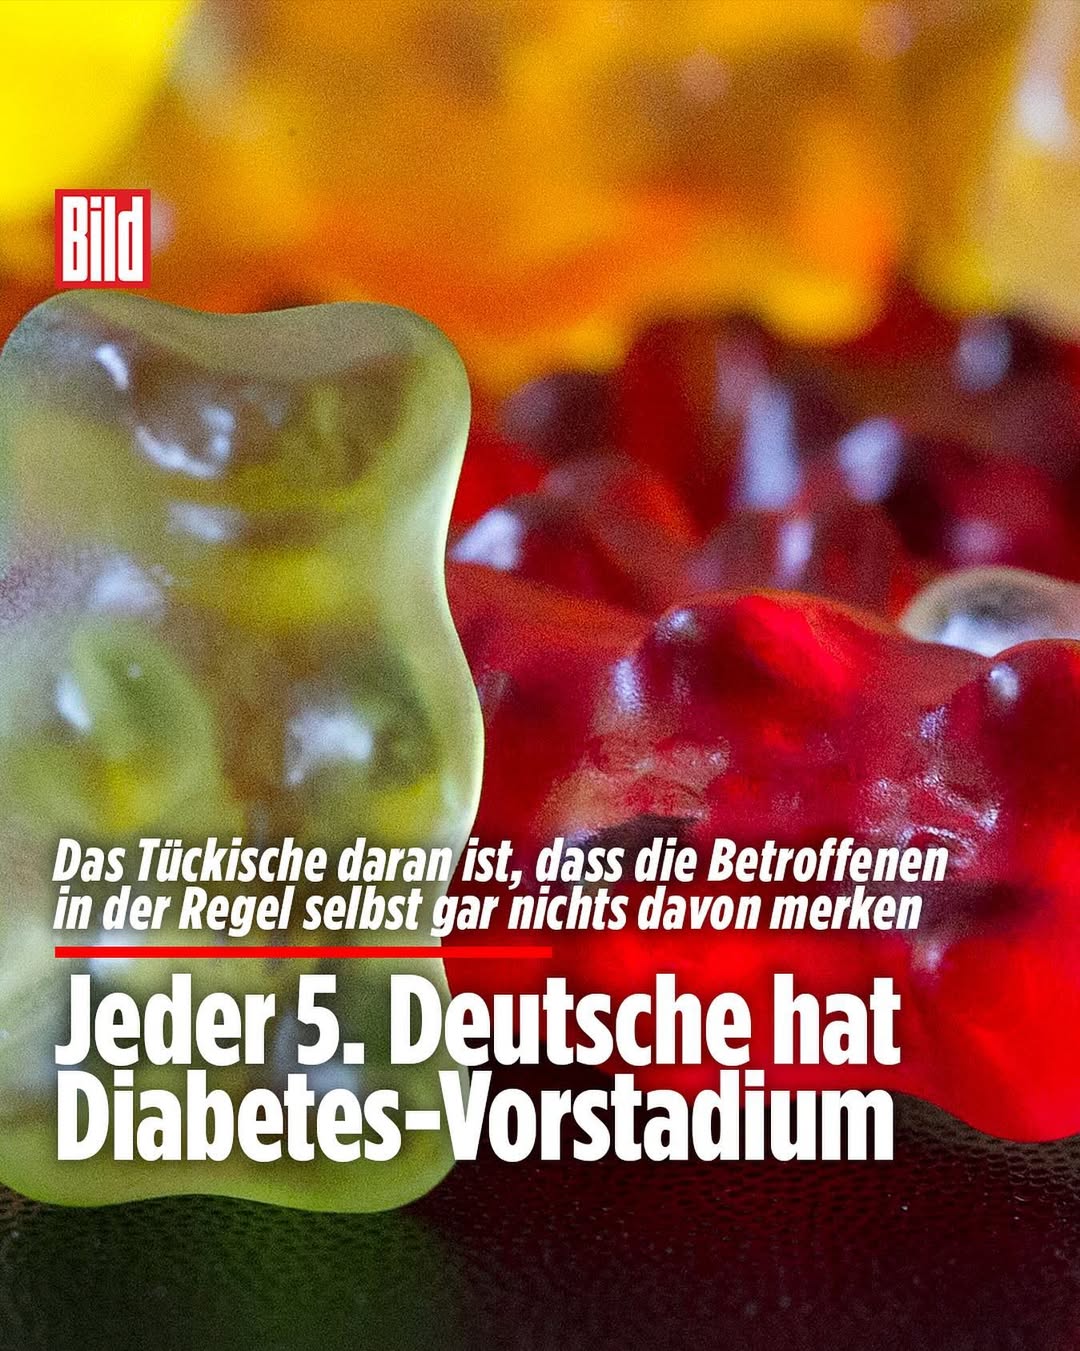 Bild
Das Tückische daran ist, dass die Betroffenen
in der Regel selbst gar nichts davon merken
Jeder 5. Deutsche hat
Diabetes-Vorstadium